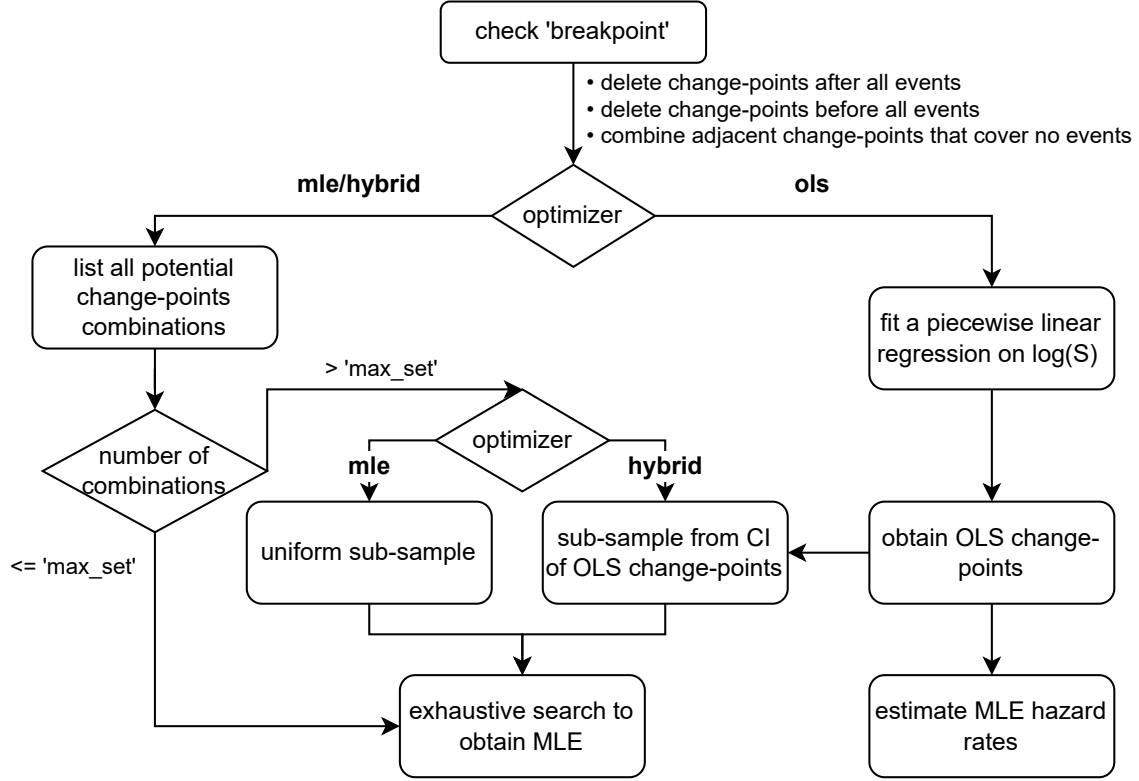 check 'breakpoint'
• delete change-points after all events
• delete change-points before all events
• combine adjacent change-points that cover no events
mle/hybrid
ols
optimizer
list all potential
change-points
combinations
fit a piecewise linear
regression on log(S)
> 'max_set'
number of
combinations
optimizer
mle
hybrid
<= 'max_set'
uniform sub-sample
sub-sample from CI
of OLS change-points
obtain OLS change-
points
exhaustive search to
obtain MLE
estimate MLE hazard
rates